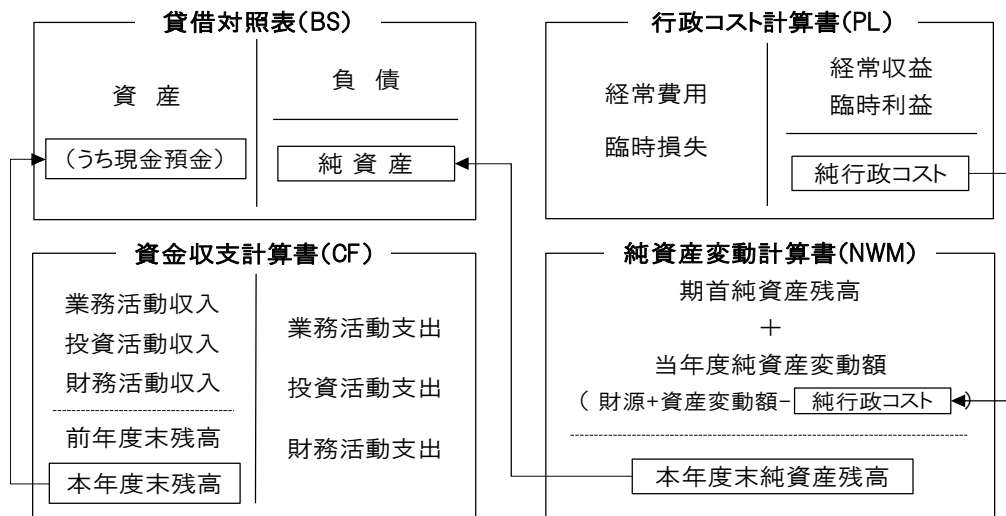 貸借対照表(BS)
資 産
(うち現金預金)
負 債
純 資 産
行政コスト計算書(PL)
経常費用
臨時損失
経常収益
臨時利益
純行政コスト
資金収支計算書(CF)
業務活動収入
投資活動収入
財務活動収入
前年度末残高
本年度末残高
業務活動支出
投資活動支出
財務活動支出
純資産変動計算書(NWM)
期首純資産残高
+
当年度純資産変動額
( 財源+資産変動額- 純行政コスト )
本年度末純資産残高